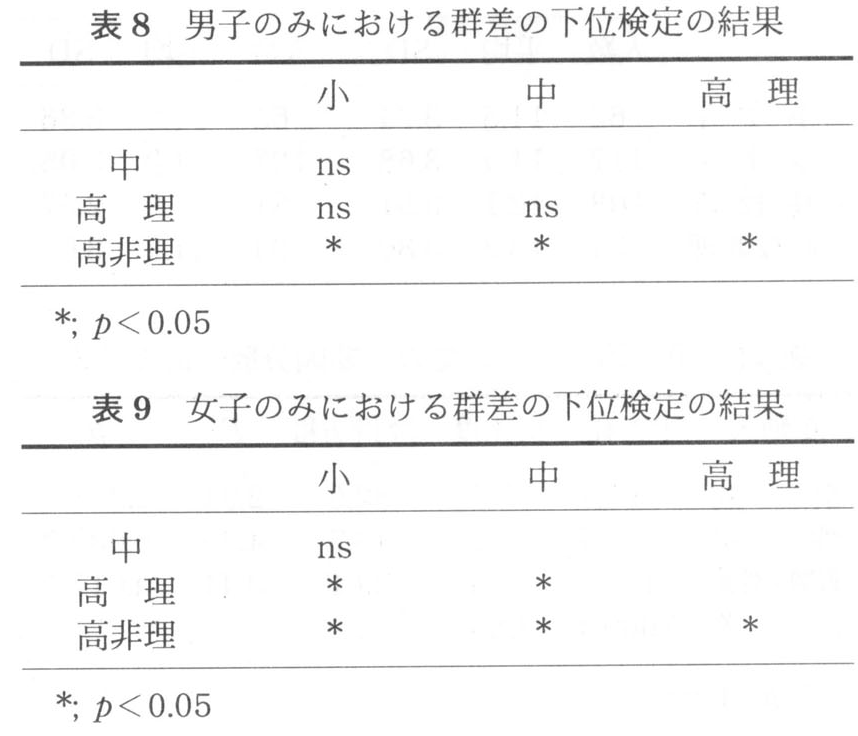 表8 男子のみにおける群差の下位検定の結果
小 中 高 理
中 ns
高 理 ns ns
高非理 * * *
*; p<0.05
表9 女子のみにおける群差の下位検定の結果
小 中 高 理
中 ns
高 理 * *
高非理 * * *
*; p<0.05